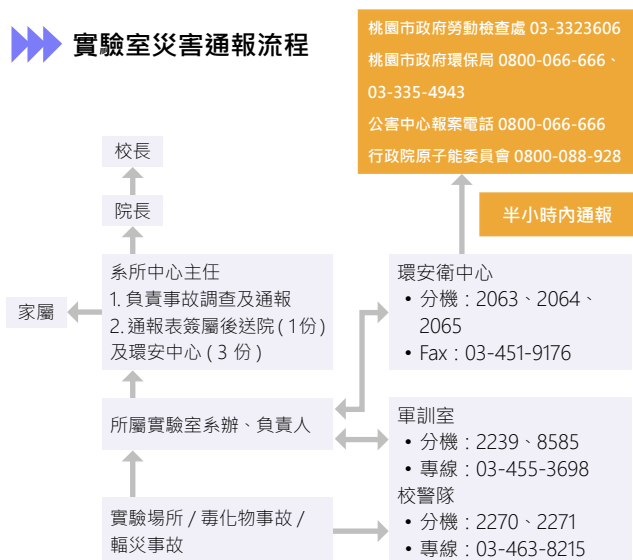 實驗室災害通報流程
桃園市政府勞動檢查處 03-3323606
桃園市政府環保局 0800-066-666、
03-335-4943
公害中心報案電話 0800-066-666
行政院原子能委員會 0800-088-928
半小時內通報
校長
院長
系所中心主任
1. 負責事故調查及通報
2. 通報表簽屬後送院 ( 1份 )
及環安中心 ( 3 份 )
家屬
環安衛中心
• 分機：2063、2064、
2065
• Fax：03-451-9176
所屬實驗室系辦、負責人
軍訓室
• 分機：2239、8585
• 專線：03-455-3698
校警隊
• 分機：2270、2271
• 專線：03-463-8215
實驗場所 / 毒化物事故 /
輻災事故